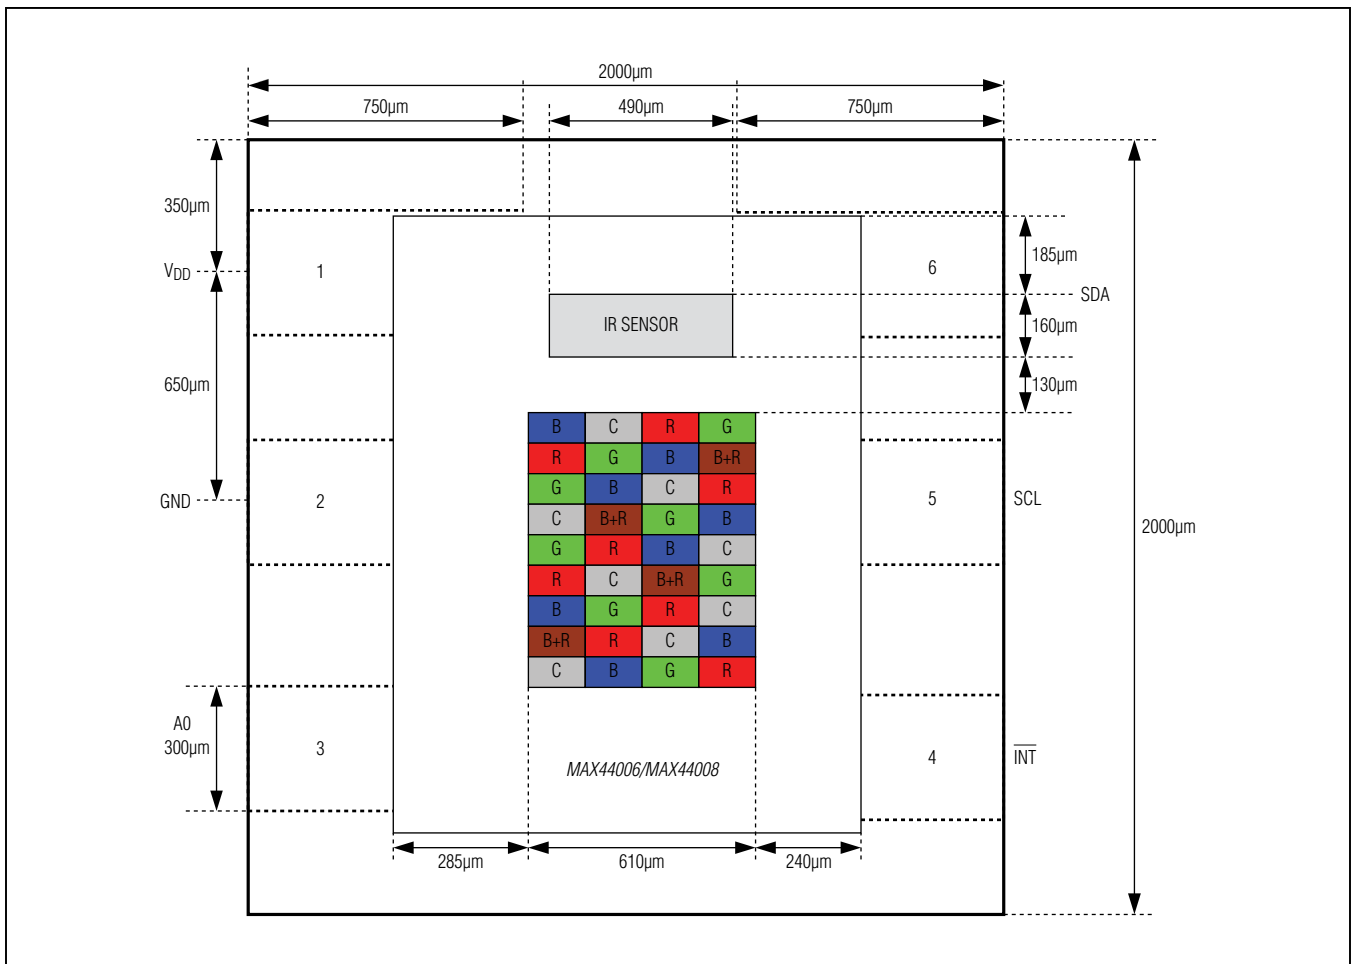 2000µm
750µm 490µm 750µm
350µm
185µm
VDD 1 6
SDA
IR SENSOR
160µm
650µm 130µm
B C R G
R G B B+R
G B C R
GND 2 5 SCL
C B+R G B
2000µm
G R B C
R C B+R G
B G R C
B+R R C B
C B G R
A0
300µm 3 4 INT
MAX44006/MAX44008
285µm 610µm 240µm